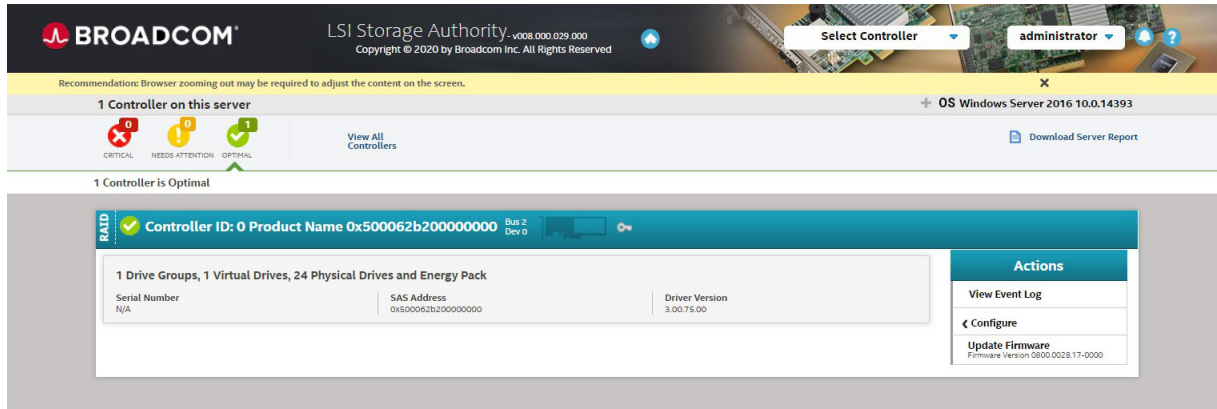 BROADCOM®
LSI Storage Authority - v008.000.029.000
Copyright © 2020 by Broadcom Inc. All Rights Reserved
Select Controller
administrator
?
Recommendation: Browser zooming out may be required to adjust the content on the screen.
1 Controller on this server
OS Windows Server 2016 10.0.14393
0
0
1
CRITICAL
NEEDS ATTENTION
OPTIMAL
View All
Controllers
Download Server Report
1 Controller is Optimal
RAID
Controller ID: 0 Product Name 0x500062b200000000
Bus 2
Dev 0
1 Drive Groups, 1 Virtual Drives, 24 Physical Drives and Energy Pack
Serial Number
N/A
SAS Address
0x500062b200000000
Driver Version
3.00.75.00
Actions
View Event Log
Configure
Update Firmware
Firmware Version 0800.0028.17-0000